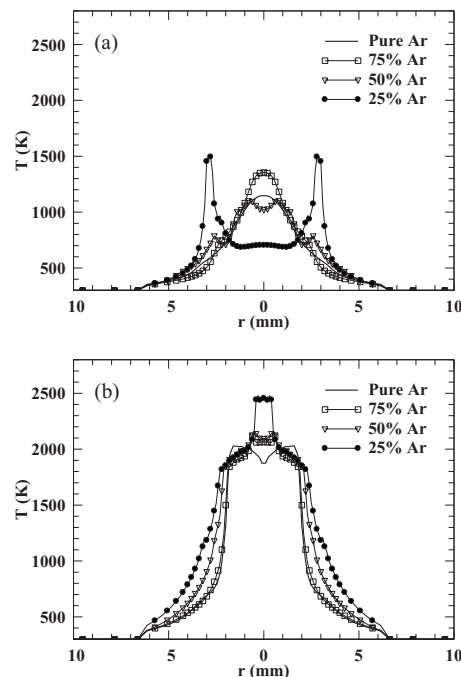 (a)
Pure Ar
75% Ar
50% Ar
25% Ar
2500
2000
1500
1000
500
T (K)
10 5 0 5 10
r (mm)
(b)
Pure Ar
75% Ar
50% Ar
25% Ar
2500
2000
1500
1000
500
T (K)
10 5 0 5 10
r (mm)